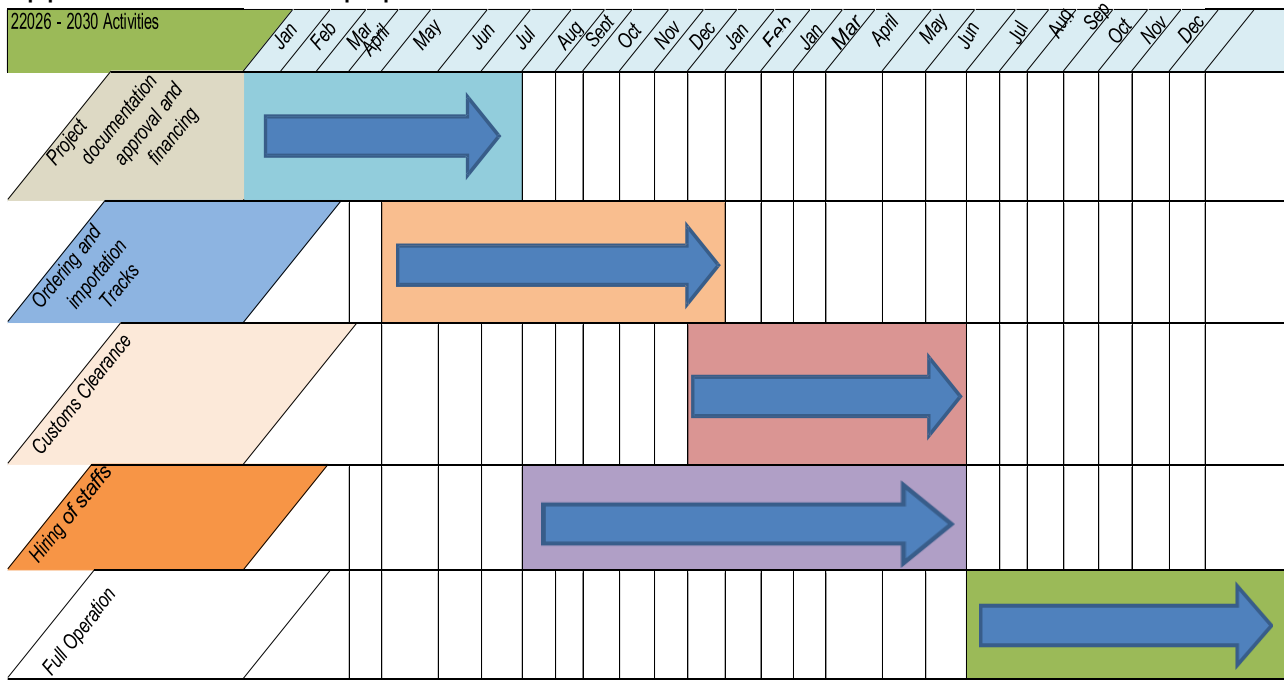 22026 - 2030 Activities
Jan
Feb
Mar
April
May
Jun
Jul
Aug
Sept
Oct
Nov
Dec
Jan
Feb
Jan
Mar
April
May
Jun
Jul
Aug
Sep
Oct
Nov
Dec
Project
documentation
approval and
financing
Ordering and
importation
Tracks
Customs Clearance
Hiring of staffs
Full Operation